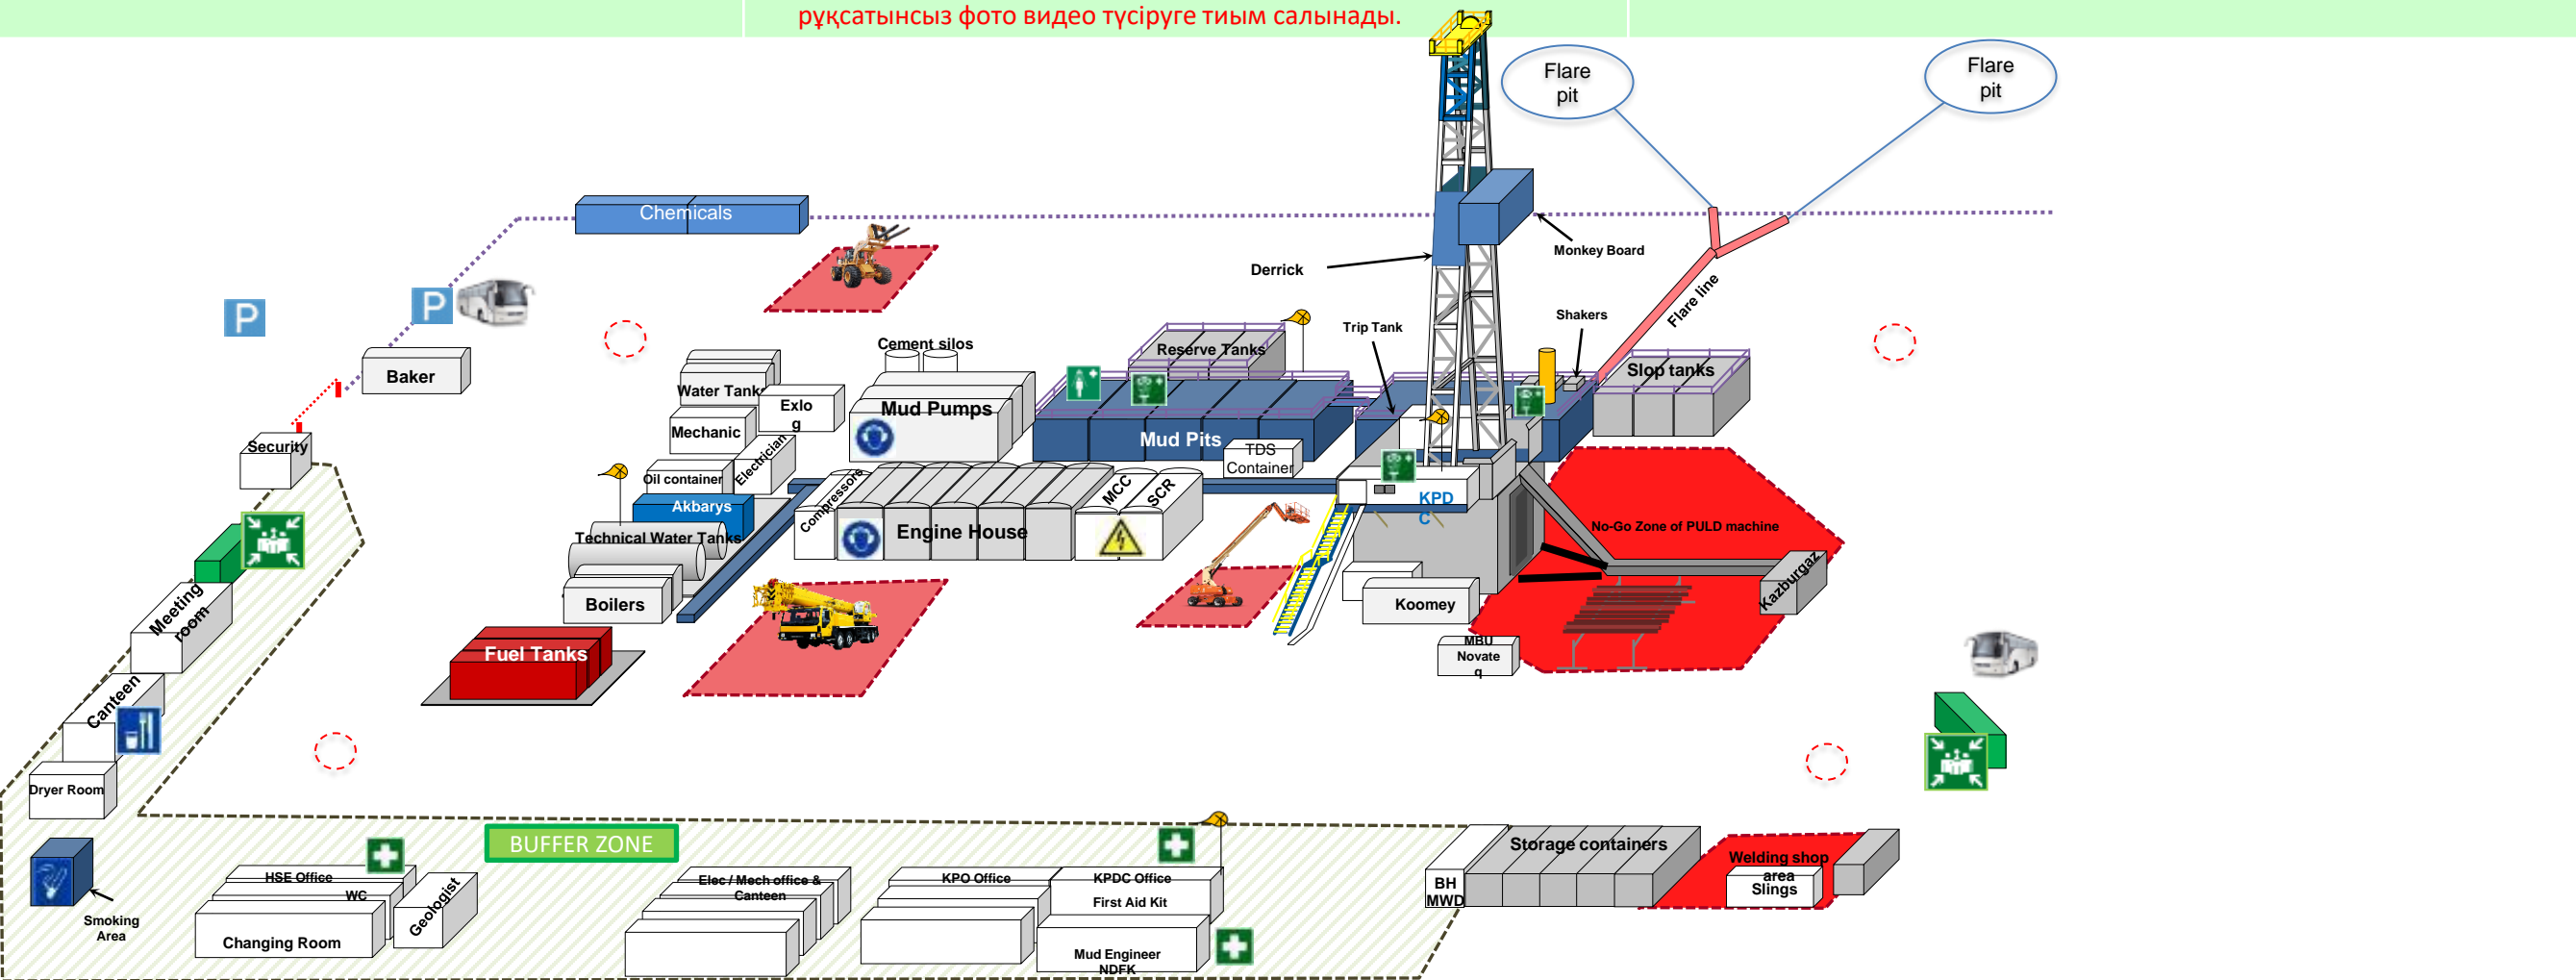 рұқсатынсыз фото видео түсіруге тиым салынады.
Flare
pit
Flare
pit
Chemicals
Monkey Board
Derrick
P
P
Flare line
Shakers
Trip Tank
Cement silos
Reserve Tanks
Slop tanks
Baker
Water Tank
Exlo
g
Mud Pumps
Mechanic
Mud Pits
Security
Electrician
TDS
Container
Oil container
Compressors
MCC
SCR
Akbarys
KPD
C
No-Go Zone of PULD machine
Technical Water Tanks
Engine House
Kazburgaz
Boilers
Koomey
Meeting
room
MBU
Novate
q
Fuel Tanks
Canteen
Dryer Room
BUFFER ZONE
Storage containers
Welding shop
area
Slings
HSE Office
WC
Geologist
Elec / Mech office &
Canteen
KPO Office
KPDC Office
First Aid Kit
BH
MWD
Smoking
Area
Changing Room
Mud Engineer
NDFK